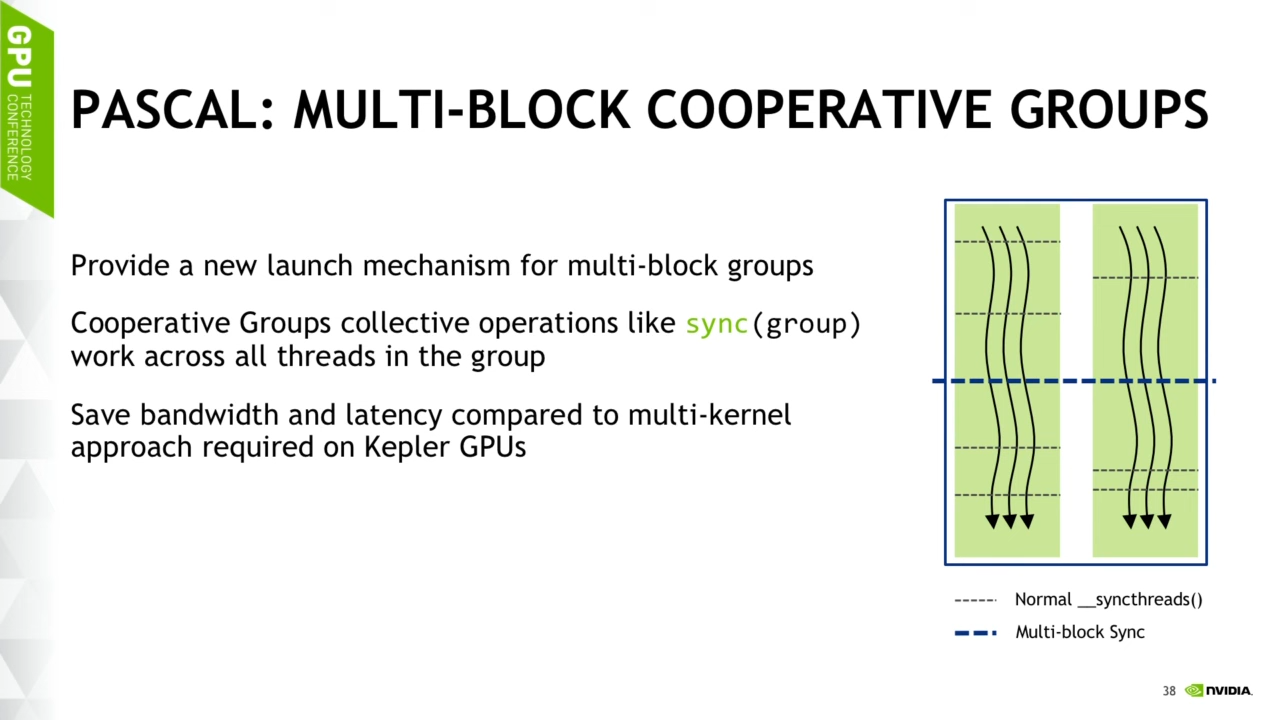 GPU
TECHNOLOGY
CONFERENCE
PASCAL: MULTI-BLOCK COOPERATIVE GROUPS
Provide a new launch mechanism for multi-block groups
Cooperative Groups collective operations like sync(group)
work across all threads in the group
Save bandwidth and latency compared to multi-kernel
approach required on Kepler GPUs
Normal __syncthreads()
Multi-block Sync
38 NVIDIA.